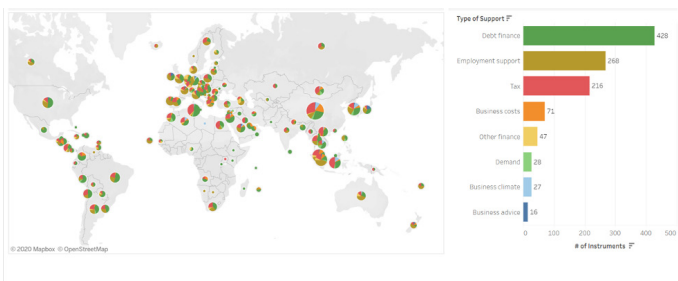 Type of Support
Debt finance 428
Employment support 268
Tax 216
Business costs 71
Other finance 47
Demand 28
Business climate 27
Business advice 16
0 100 200 300 400 500
# of Instruments
© 2020 Mapbox © OpenStreetMap